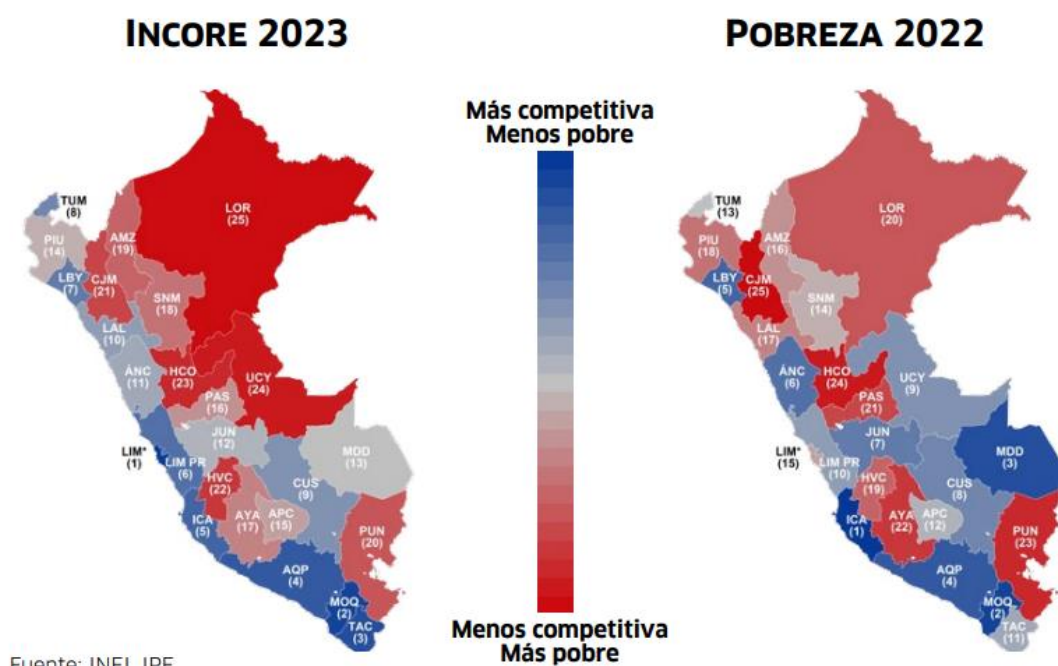 INCORE 2023
POBREZA 2022
Más competitiva
Menos pobre
Menos competitiva
Más pobre
TUM
(8)
LOR
(25)
PIU
(14)
AMZ
(19)
LBY
(7)
CJM
(21)
SNM
(18)
LAL
(10)
ÁNC
(11)
HCO
(23)
UCY
(24)
PAS
(16)
JUN
(12)
LIM*
(1)
LIM PR
(6)
MDD
(13)
HVC
(22)
CUS
(9)
ICA
(5)
AYA
(17)
APC
(15)
PUN
(20)
AQP
(4)
MOQ
(2)
TAC
(3)
TUM
(13)
LOR
(20)
PIU
(18)
AMZ
(16)
LBY
(5)
CJM
(25)
SNM
(14)
LAL
(17)
ÁNC
(6)
HCO
(24)
UCY
(9)
PAS
(21)
JUN
(7)
LIM*
(15)
LIM PR
(10)
MDD
(3)
HVC
(19)
CUS
(8)
ICA
(1)
AYA
(22)
APC
(12)
PUN
(23)
AQP
(4)
MOQ
(2)
TAC
(11)
Fuente: INEI, IPE